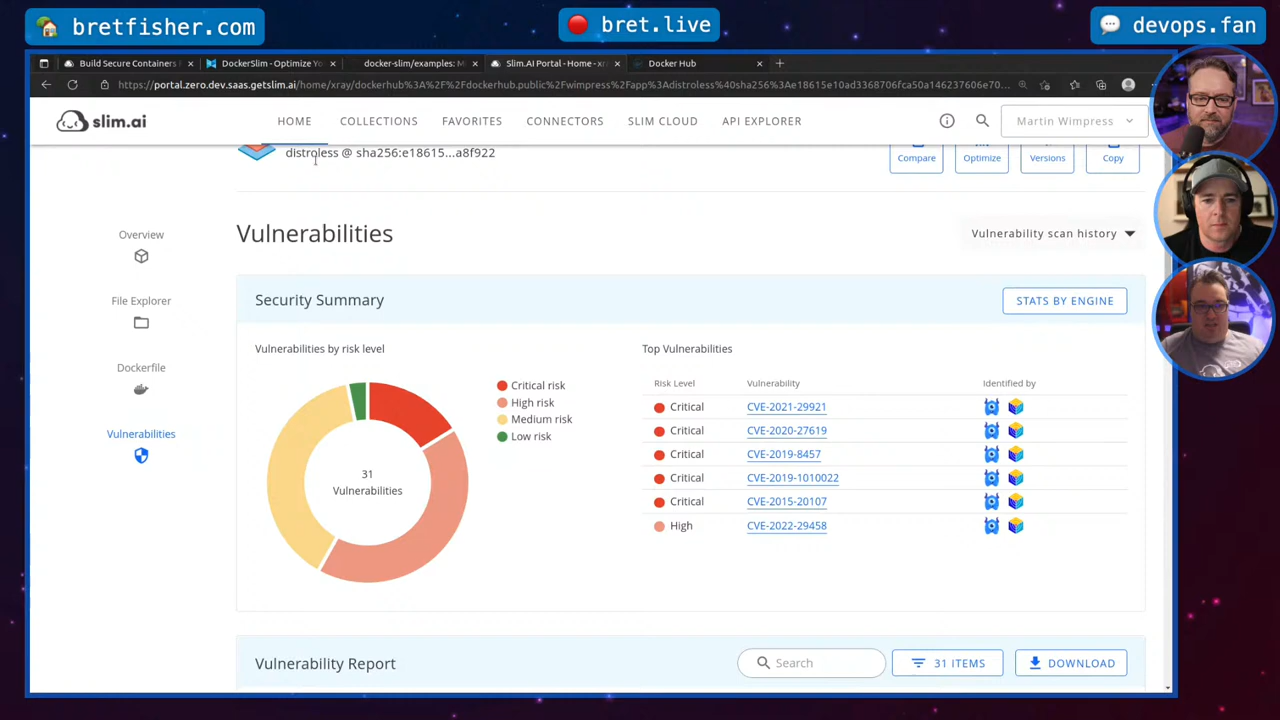 bretfisher.com
bret.live
devops.fan
Build Secure Containers F
DockerSlim - Optimize Yo
docker-slim/examples: M
Slim.AI Portal - Home - xra
Docker Hub
https://portal.zero.dev.saas.getslim.ai/home/xray/dockerhub%3A%2F%2Fdockerhub.public%2Fwimpress%2Fapp%3Adistroless%40sha256%3Ae18615e10ad3368706fca50a146237606e70...
slim.ai
HOME
COLLECTIONS
FAVORITES
CONNECTORS
SLIM CLOUD
API EXPLORER
Martin Wimpress
distroless @ sha256:e18615...a8f922
Compare
Optimize
Versions
Copy
Overview
File Explorer
Dockerfile
Vulnerabilities
Vulnerabilities
Vulnerability scan history
Security Summary
STATS BY ENGINE
Vulnerabilities by risk level
31
Vulnerabilities
Critical risk
High risk
Medium risk
Low risk
Top Vulnerabilities
Risk Level Vulnerability Identified by
Critical CVE-2021-29921
Critical CVE-2020-27619
Critical CVE-2019-8457
Critical CVE-2019-1010022
Critical CVE-2015-20107
High CVE-2022-29458
Vulnerability Report
Search
31 ITEMS
DOWNLOAD